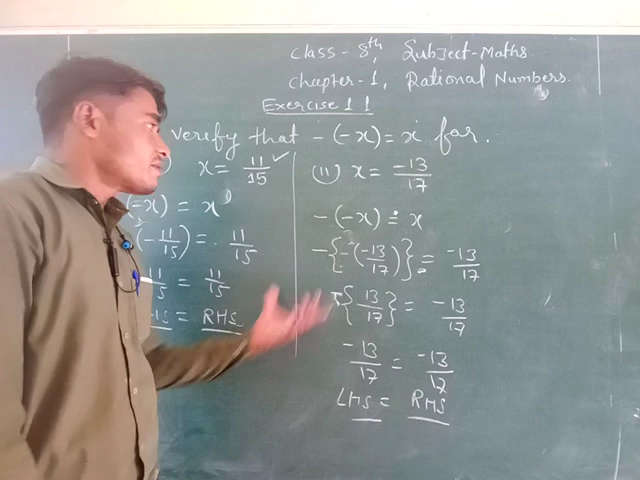 Class - 8th, Subject - Maths
Chapter - 1, Rational Numbers.
Exercise 1.1
Verify that -(-x) = x for.
) x = 11/15 ✓
(-x) = x
(-11/15) = 11/15
11/15 = 11/15
LHS = RHS
(ii) x = -13/17
-(-x) = x
-{-(-13/17)} = -13/17
-{13/17} = -13/17
-13/17 = -13/17
LHS = RHS